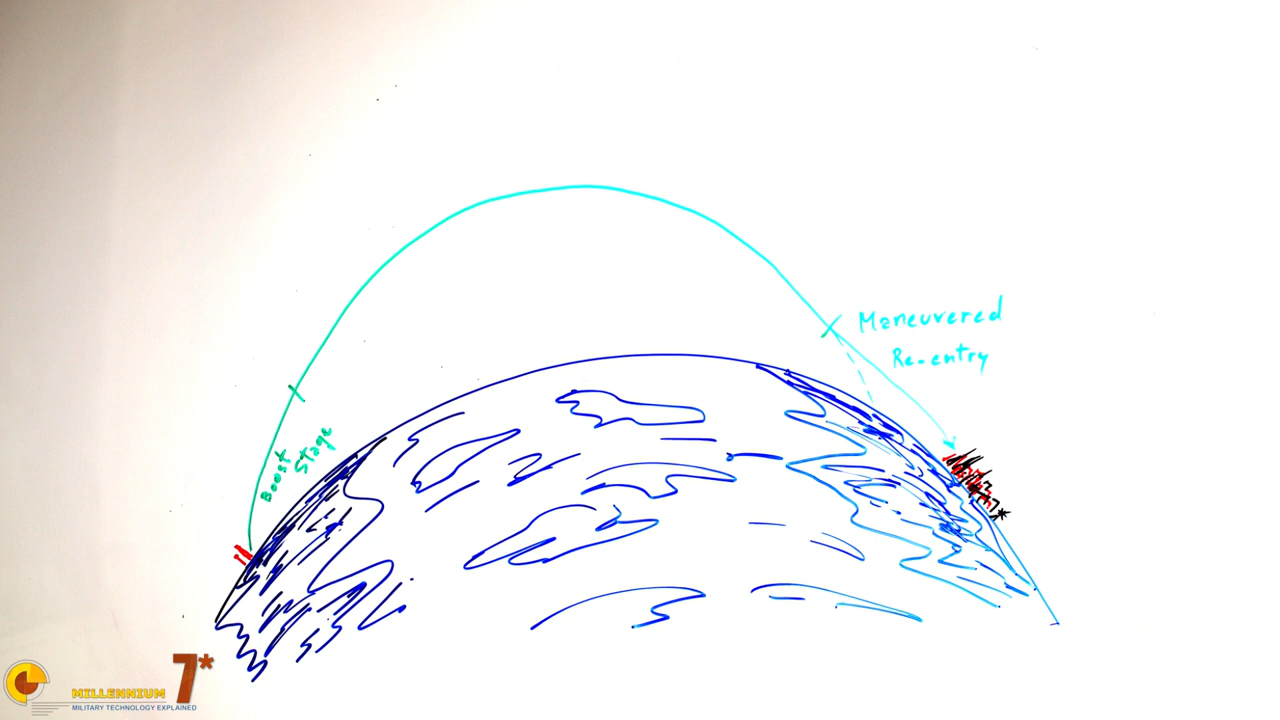 Maneuvered
Re-entry
Boost
Stage
7*
MILLENNIUM
MILITARY TECHNOLOGY EXPLAINED